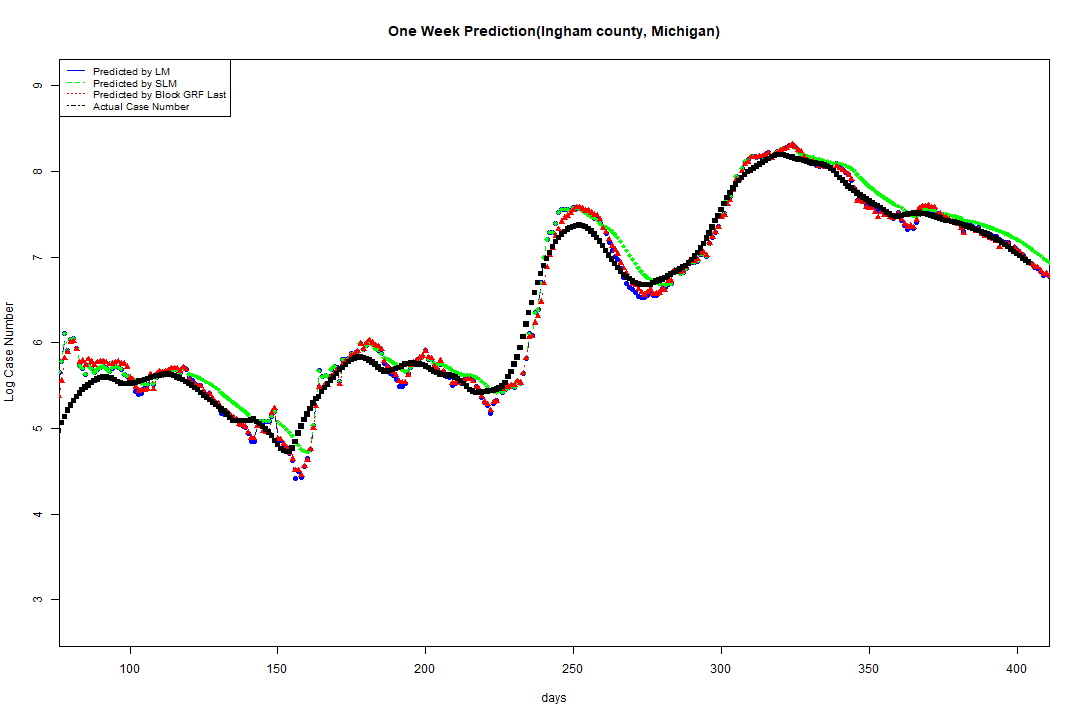 One Week Prediction(Ingham county, Michigan)
Predicted by LM
Predicted by SLM
Predicted by Block GRF Last
Actual Case Number
Log Case Number
9
8
7
6
5
4
3
100 150 200 250 300 350 400
days